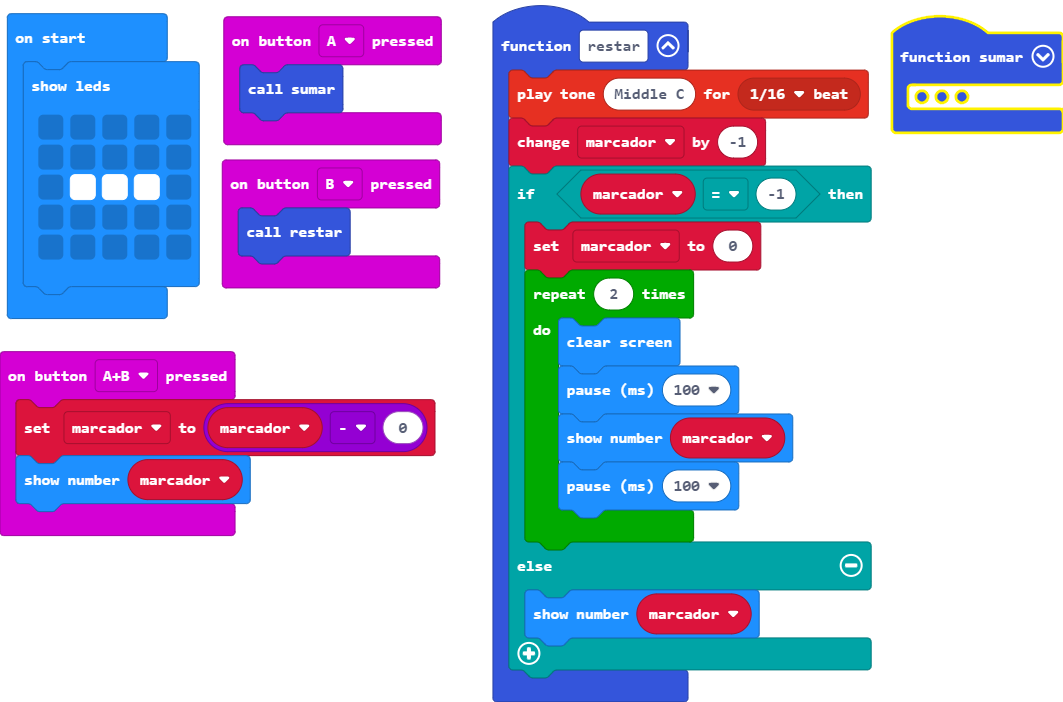 on start
show leds
on button A pressed
call sumar
on button B pressed
call restar
on button A+B pressed
set marcador to marcador - 0
show number marcador
function restar
play tone Middle C for 1/16 beat
change marcador by -1
if marcador = -1 then
set marcador to 0
repeat 2 times
do
clear screen
pause (ms) 100
show number marcador
pause (ms) 100
else
show number marcador
function sumar